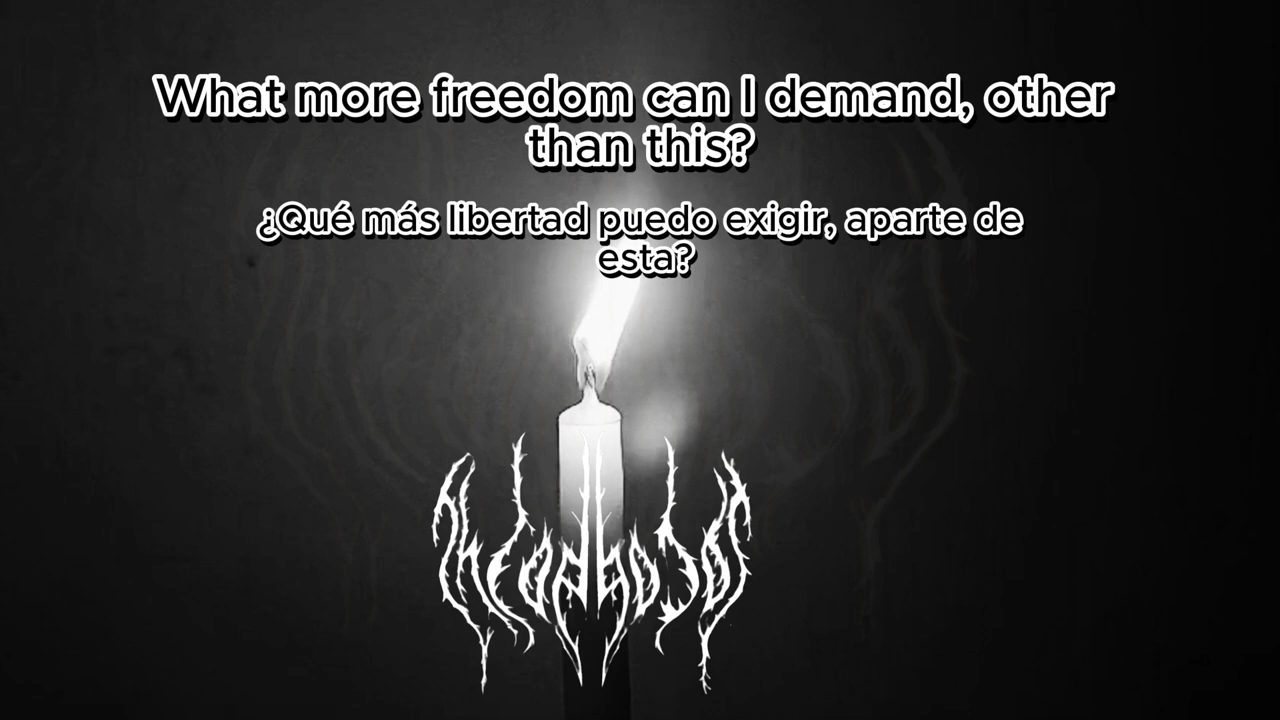 What more freedom can I demand, other
than this?
¿Qué más libertad puedo exigir, aparte de
esta?